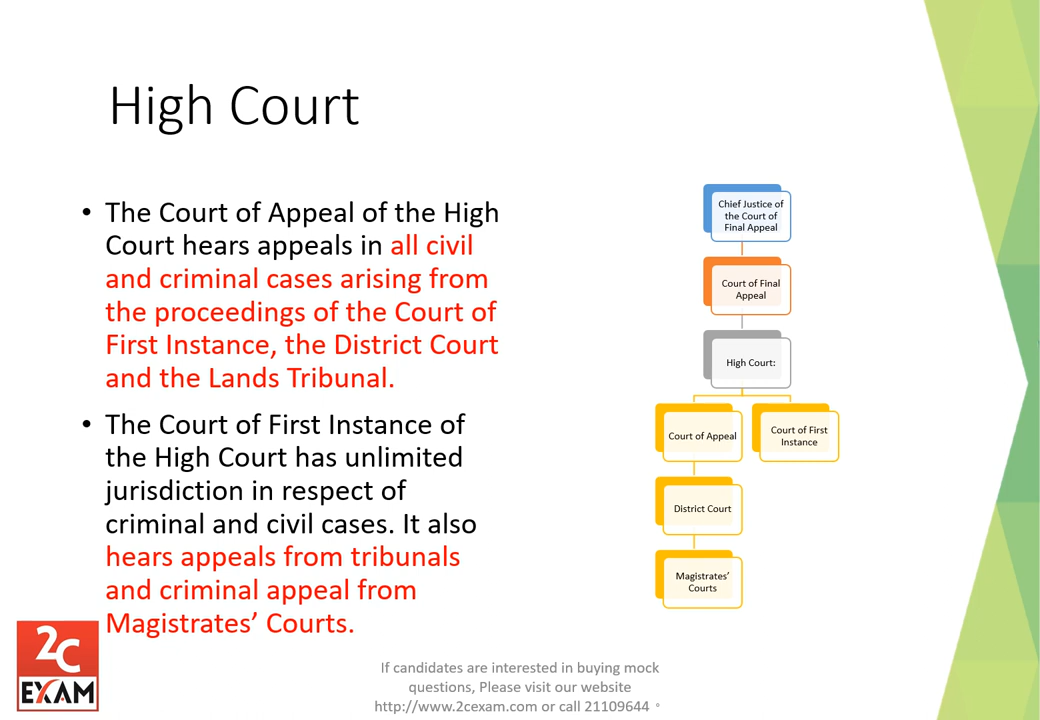 High Court
• The Court of Appeal of the High
Court hears appeals in all civil
and criminal cases arising from
the proceedings of the Court of
First Instance, the District Court
and the Lands Tribunal.
• The Court of First Instance of
the High Court has unlimited
jurisdiction in respect of
criminal and civil cases. It also
hears appeals from tribunals
and criminal appeal from
Magistrates’ Courts.
Chief Justice of
the Court of
Final Appeal
Court of Final
Appeal
High Court:
Court of Appeal
Court of First
Instance
District Court
Magistrates’
Courts
2C
EXAM
If candidates are interested in buying mock
questions, Please visit our website
http://www.2cexam.com or call 21109644 。